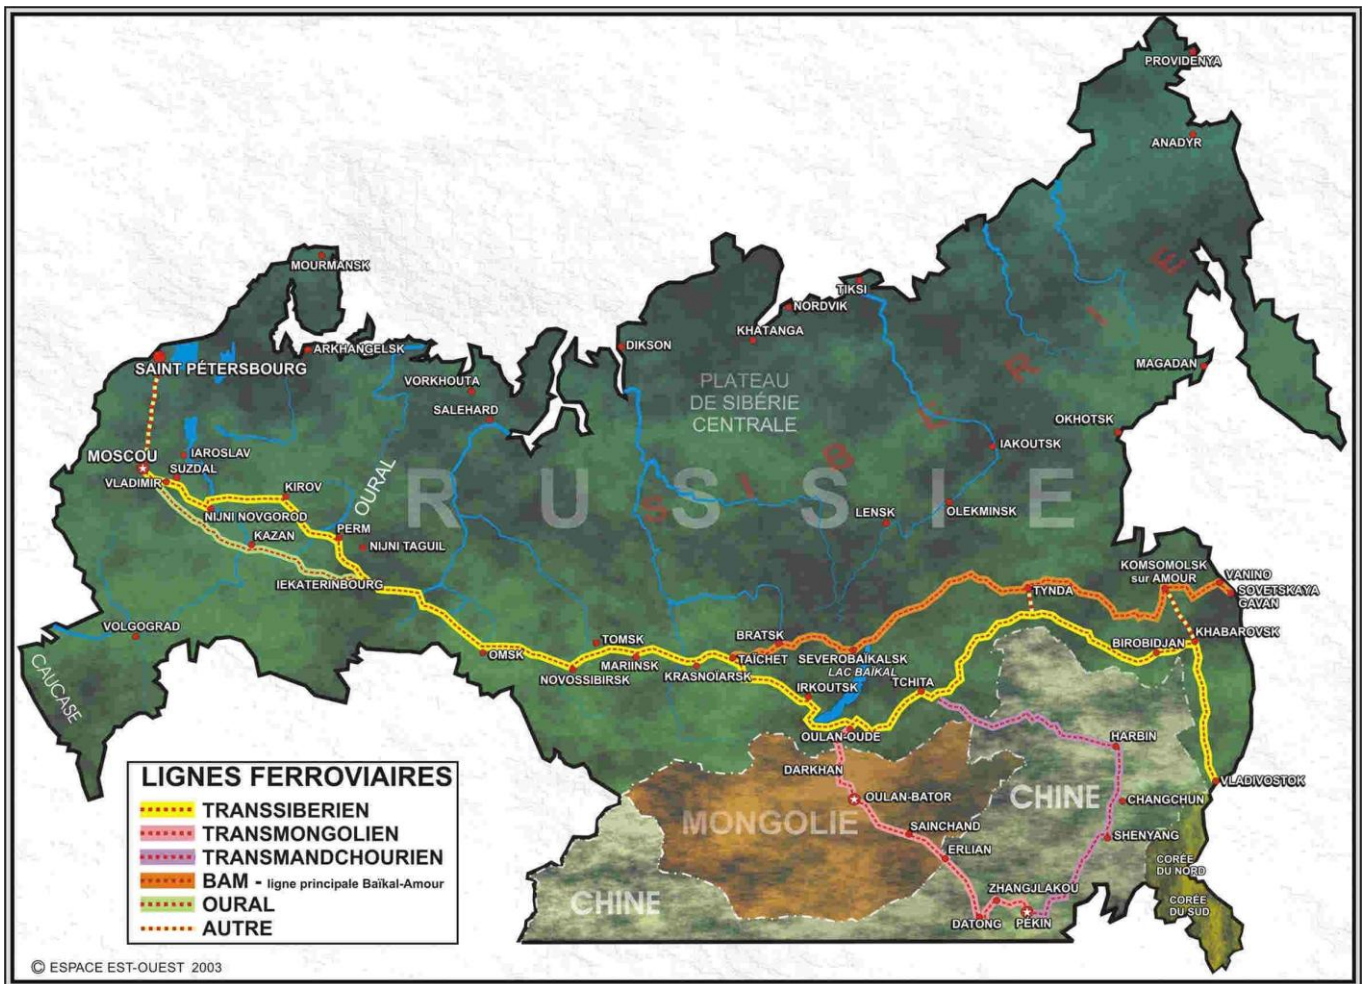 PROVIDENYA
ANADYR
MOURMANSK
TIKSI
NORDVIK
KHATANGA
DIKSON
ARKHANGELSK
SAINT PÉTERSBOURG
VORKHOUTA
SALEHARD
PLATEAU
DE SIBÉRIE
CENTRALE
MAGADAN
OKHOTSK
IAKOUTSK
SIBERIE
MOSCOU
IAROSLAV
SUZDAL
VLADIMIR
KIROV
OURAL
RUSSIE
NIJNI NOVGOROD
KAZAN
PERM
NIJNI TAGUIL
LENSK
OLEKMINSK
IEKATERINBOURG
KOMSOMOLSK
sur AMOUR
VANINO
SOVETSKAYA
GAVAN
TYNDA
VOLGOGRAD
CAUCASE
OMSK
TOMSK
MARIINSK
NOVOSSIBIRSK
KRASNOÏARSK
BRATSK
TAÏCHET
SEVEROBAÏKALSK
LAC BAÏKAL
BIROBIDJAN
KHABAROVSK
IRKOUTSK
TCHITA
OULAN-OUDE
DARKHAN
HARBIN
VLADIVOSTOK
OULAN-BATOR
MONGOLIE
CHINE
CHANGCHUN
SAINCHAND
SHENYANG
ERLIAN
CORÉE
DU NORD
ZHANGJLAKOU
CHINE
DATONG
PÉKIN
CORÉE
DU SUD
LIGNES FERROVIAIRES
TRANSSIBERIEN
TRANSMONGOLIEN
TRANSMANDCHOURIEN
BAM - ligne principale Baïkal-Amour
OURAL
AUTRE
© ESPACE EST-OUEST 2003